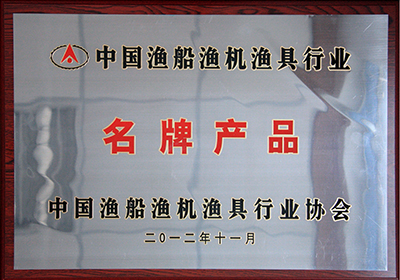 中国渔船渔机渔具行业
名牌产品
中国渔船渔机渔具行业协会
二〇一二年十一月